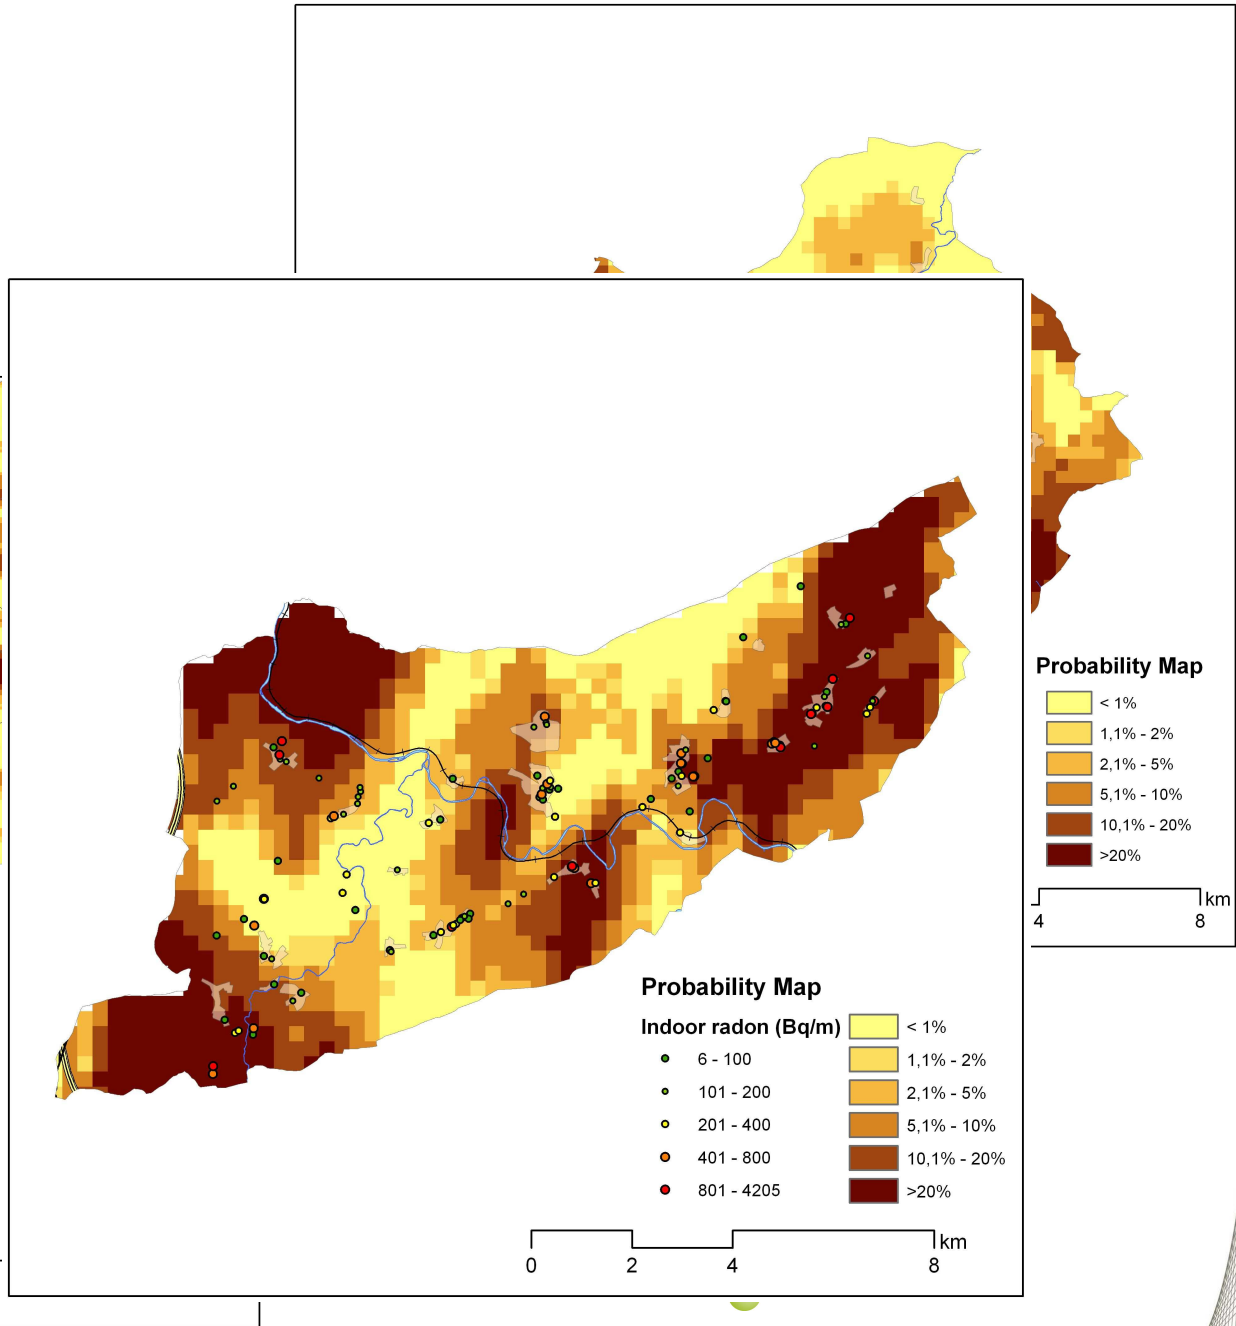 Probability Map
< 1%
1,1% - 2%
2,1% - 5%
5,1% - 10%
10,1% - 20%
>20%
km
4 8
Probability Map
Indoor radon (Bq/m)
6 - 100
101 - 200
201 - 400
401 - 800
801 - 4205
< 1%
1,1% - 2%
2,1% - 5%
5,1% - 10%
10,1% - 20%
>20%
km
0 2 4 8